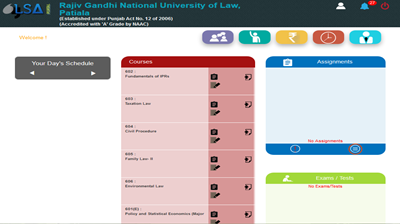 LSA
Rajiv Gandhi National University of Law,
Patiala
(Established under Punjab Act No. 12 of 2006)
(Accredited with 'A' Grade by NAAC)
27
Welcome !
Your Day's Schedule
Courses
602 :
Fundamentals of IPRs
603 :
Taxation Law
604 :
Civil Procedure
605 :
Family Law- II
606 :
Environmental Law
601(E) :
Policy and Statistical Economics (Major
Assignments
No Assignments
Exams / Tests
No Exams/Tests